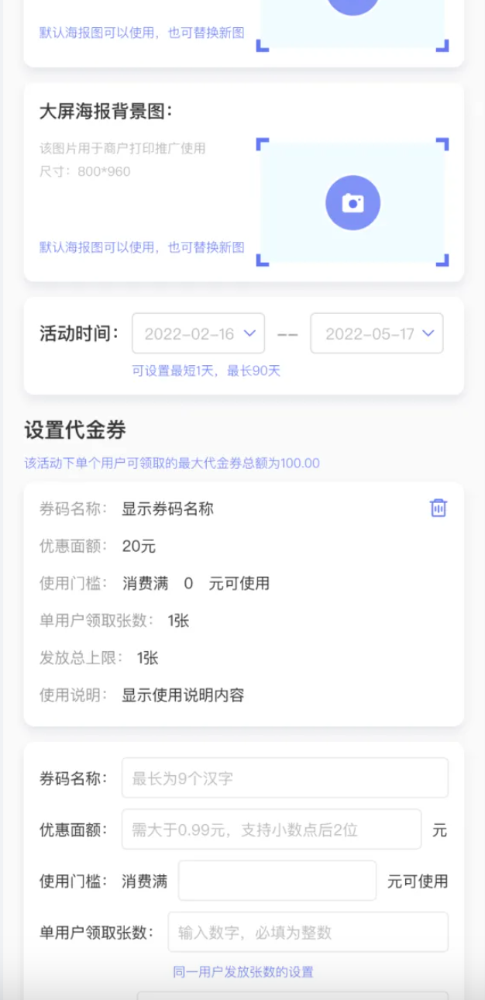 默认海报图可以使用，也可替换新图
大屏海报背景图：
该图片用于商户打印推广使用
尺寸：800*960
默认海报图可以使用，也可替换新图
活动时间： 2022-02-16 -- 2022-05-17
可设置最短1天，最长90天
设置代金券
该活动下单个用户可领取的最大代金券总额为100.00
券码名称： 显示券码名称
优惠面额： 20元
使用门槛： 消费满 0 元可使用
单用户领取张数： 1张
发放总上限： 1张
使用说明： 显示使用说明内容
券码名称： 最长为9个汉字
优惠面额： 需大于0.99元，支持小数点后2位 元
使用门槛： 消费满 元可使用
单用户领取张数： 输入数字，必填为整数
同一用户发放张数的设置